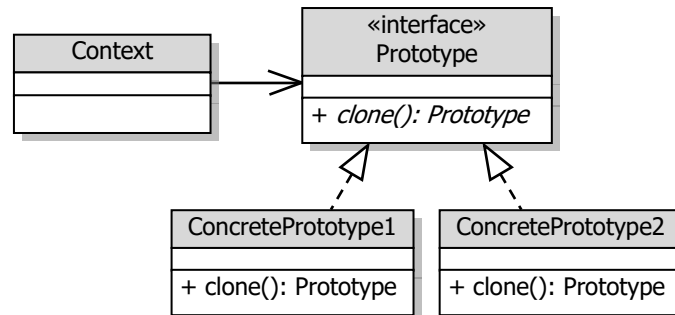 Context
«interface»
Prototype
+ clone(): Prototype
ConcretePrototype1
+ clone(): Prototype
ConcretePrototype2
+ clone(): Prototype